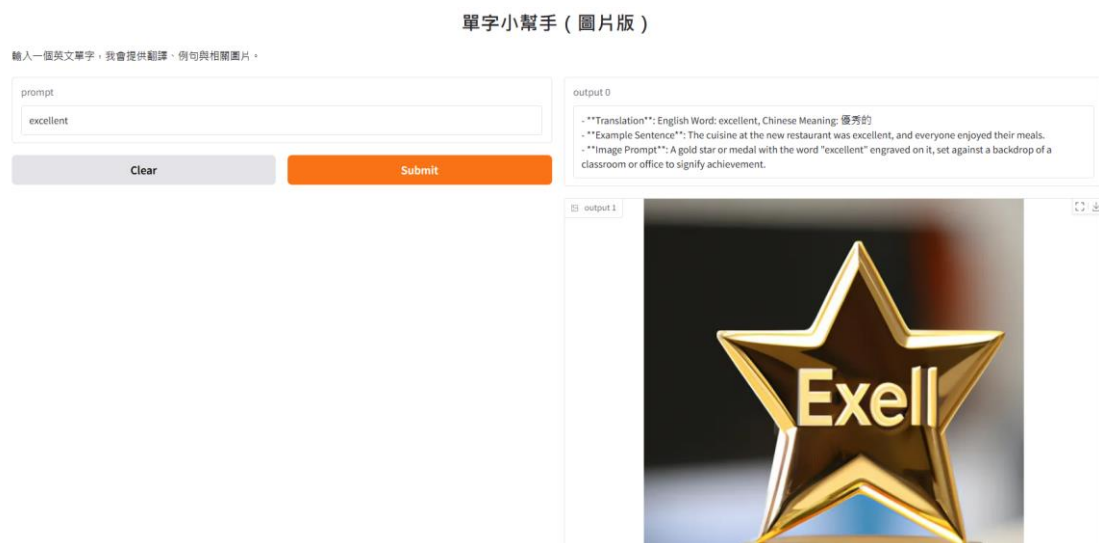 單字小幫手 ( 圖片版 )
輸入一個英文單字，我會提供翻譯、例句與相關圖片。
prompt
excellent
Clear
Submit
output 0
- **Translation**: English Word: excellent, Chinese Meaning: 優秀的
- **Example Sentence**: The cuisine at the new restaurant was excellent, and everyone enjoyed their meals.
- **Image Prompt**: A gold star or medal with the word "excellent" engraved on it, set against a backdrop of a
classroom or office to signify achievement.
output 1
Exell